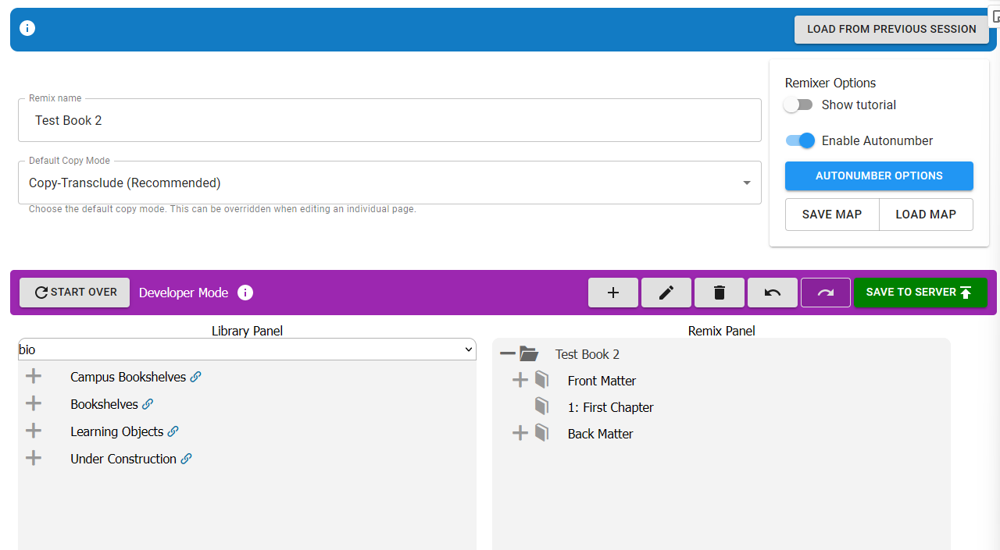 LOAD FROM PREVIOUS SESSION
Remix name
Test Book 2
Default Copy Mode
Copy-Transclude (Recommended)
Choose the default copy mode. This can be overridden when editing an individual page.
Remixer Options
Show tutorial
Enable Autonumber
AUTONUMBER OPTIONS
SAVE MAP LOAD MAP
START OVER Developer Mode SAVE TO SERVER
Library Panel
bio
Campus Bookshelves
Bookshelves
Learning Objects
Under Construction
Remix Panel
Test Book 2
Front Matter
1: First Chapter
Back Matter